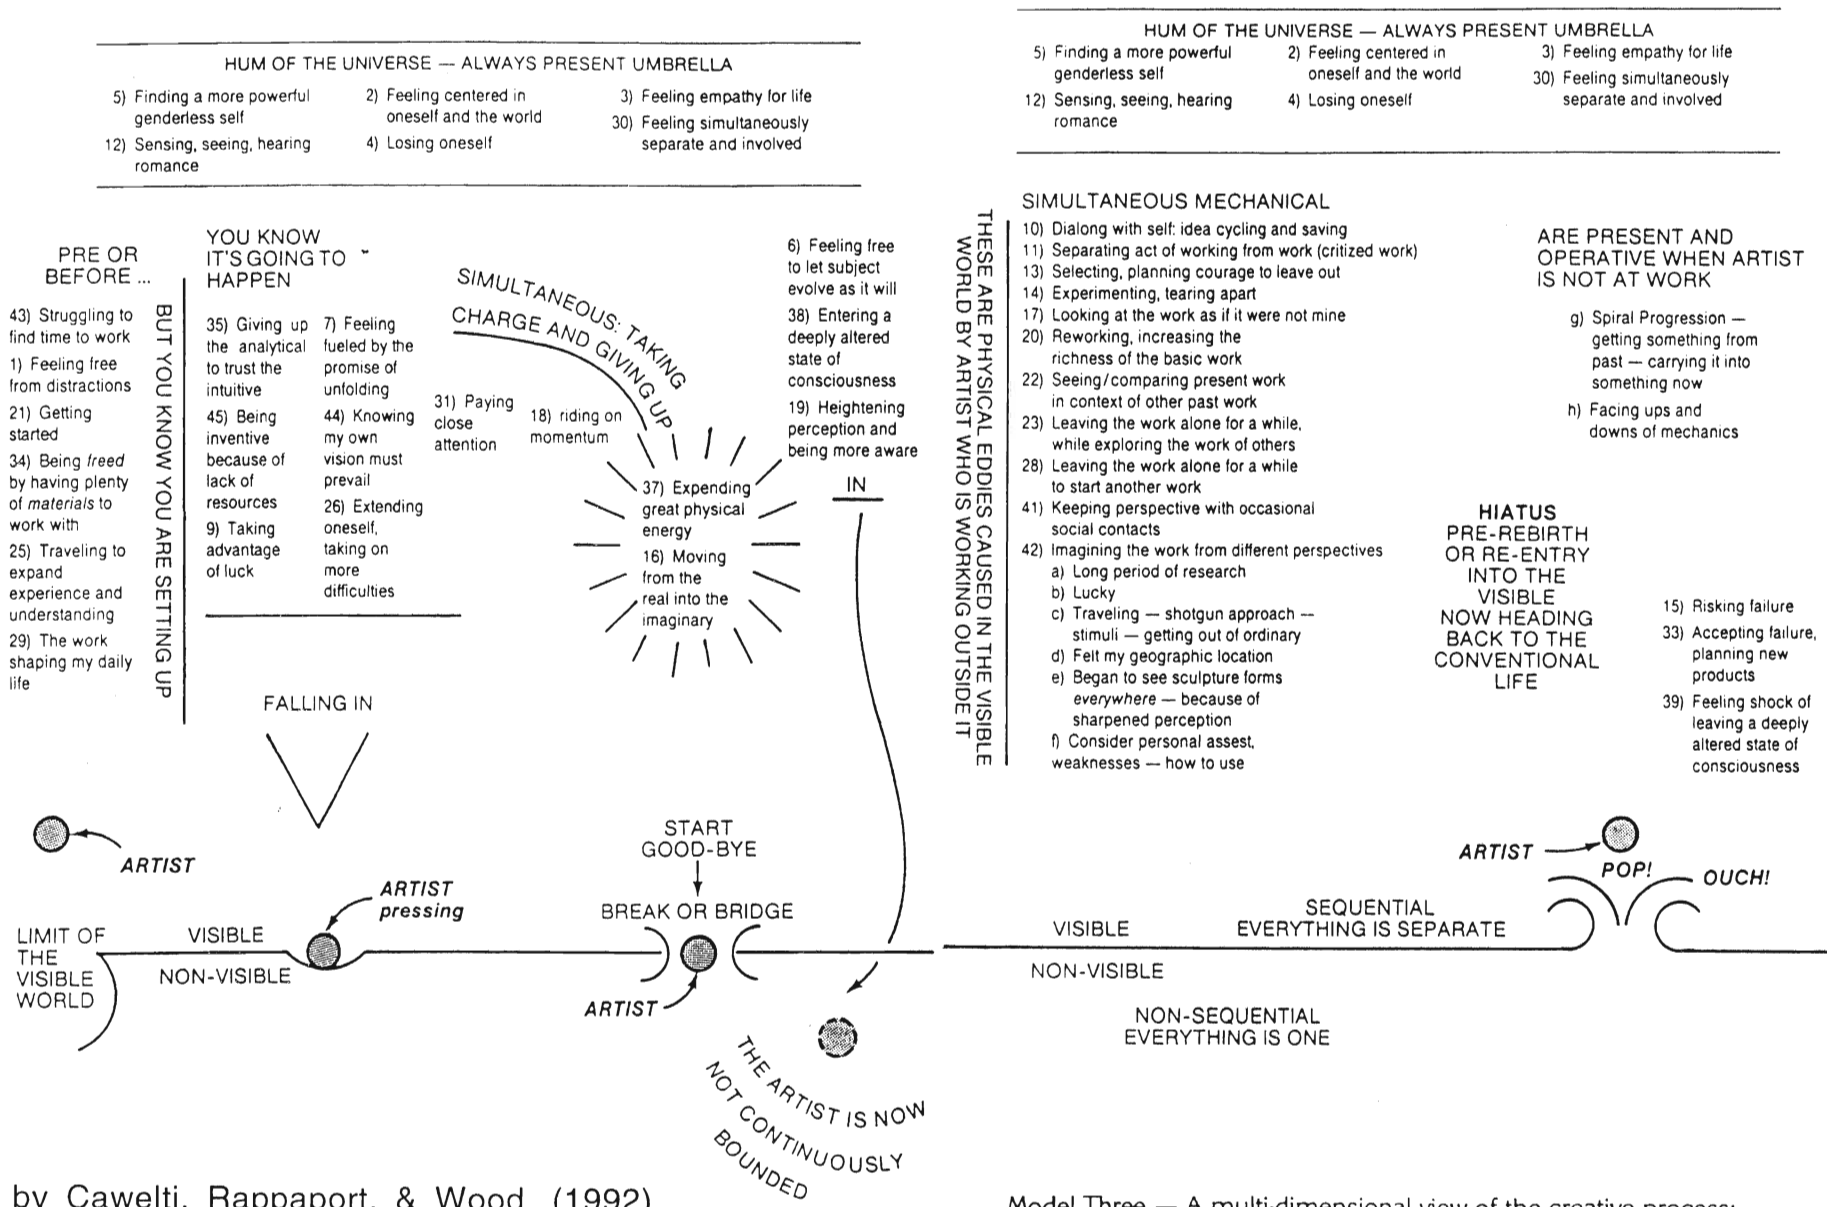 HUM OF THE UNIVERSE — ALWAYS PRESENT UMBRELLA
5) Finding a more powerful
genderless self
12) Sensing, seeing, hearing
romance
2) Feeling centered in
oneself and the world
4) Losing oneself
3) Feeling empathy for life
30) Feeling simultaneously
separate and involved
PRE OR
BEFORE ...
43) Struggling to
find time to work
1) Feeling free
from distractions
21) Getting
started
34) Being freed
by having plenty
of materials to
work with
25) Traveling to
expand
experience and
understanding
29) The work
shaping my daily
life
BUT YOU KNOW YOU ARE SETTING UP
YOU KNOW
IT'S GOING TO
HAPPEN
35) Giving up
the analytical
to trust the
intuitive
45) Being
inventive
because of
lack of
resources
9) Taking
advantage
of luck
7) Feeling
fueled by the
promise of
unfolding
44) Knowing
my own
vision must
prevail
26) Extending
oneself,
taking on
more
difficulties
FALLING IN
SIMULTANEOUS: TAKING
CHARGE AND GIVING UP
31) Paying
close
attention
18) riding on
momentum
37) Expending
great physical
energy
16) Moving
from the
real into the
imaginary
6) Feeling free
to let subject
evolve as it will
38) Entering a
deeply altered
state of
consciousness
19) Heightening
perception and
being more aware
IN
ARTIST
ARTIST
pressing
START
GOOD-BYE
BREAK OR BRIDGE
ARTIST
LIMIT OF
THE
VISIBLE
WORLD
VISIBLE
NON-VISIBLE
THE ARTIST IS NOW
NOT CONTINUOUSLY
BOUNDED
by Cawelti, Rappaport, & Wood (1992)
HUM OF THE UNIVERSE — ALWAYS PRESENT UMBRELLA
5) Finding a more powerful
genderless self
12) Sensing, seeing, hearing
romance
2) Feeling centered in
oneself and the world
4) Losing oneself
3) Feeling empathy for life
30) Feeling simultaneously
separate and involved
THESE ARE PHYSICAL EDDIES CAUSED IN THE VISIBLE
WORLD BY ARTIST WHO IS WORKING OUTSIDE IT
SIMULTANEOUS MECHANICAL
10) Dialong with self: idea cycling and saving
11) Separating act of working from work (critized work)
13) Selecting, planning courage to leave out
14) Experimenting, tearing apart
17) Looking at the work as if it were not mine
20) Reworking, increasing the
richness of the basic work
22) Seeing/comparing present work
in context of other past work
23) Leaving the work alone for a while,
while exploring the work of others
28) Leaving the work alone for a while
to start another work
41) Keeping perspective with occasional
social contacts
42) Imagining the work from different perspectives
a) Long period of research
b) Lucky
c) Traveling — shotgun approach —
stimuli — getting out of ordinary
d) Felt my geographic location
e) Began to see sculpture forms
everywhere — because of
sharpened perception
f) Consider personal assest,
weaknesses — how to use
ARE PRESENT AND
OPERATIVE WHEN ARTIST
IS NOT AT WORK
g) Spiral Progression —
getting something from
past — carrying it into
something now
h) Facing ups and
downs of mechanics
HIATUS
PRE-REBIRTH
OR RE-ENTRY
INTO THE
VISIBLE
NOW HEADING
BACK TO THE
CONVENTIONAL
LIFE
15) Risking failure
33) Accepting failure,
planning new
products
39) Feeling shock of
leaving a deeply
altered state of
consciousness
ARTIST
POP!
OUCH!
VISIBLE
NON-VISIBLE
SEQUENTIAL
EVERYTHING IS SEPARATE
NON-SEQUENTIAL
EVERYTHING IS ONE
Model Three — A multi-dimensional view of the creative process: